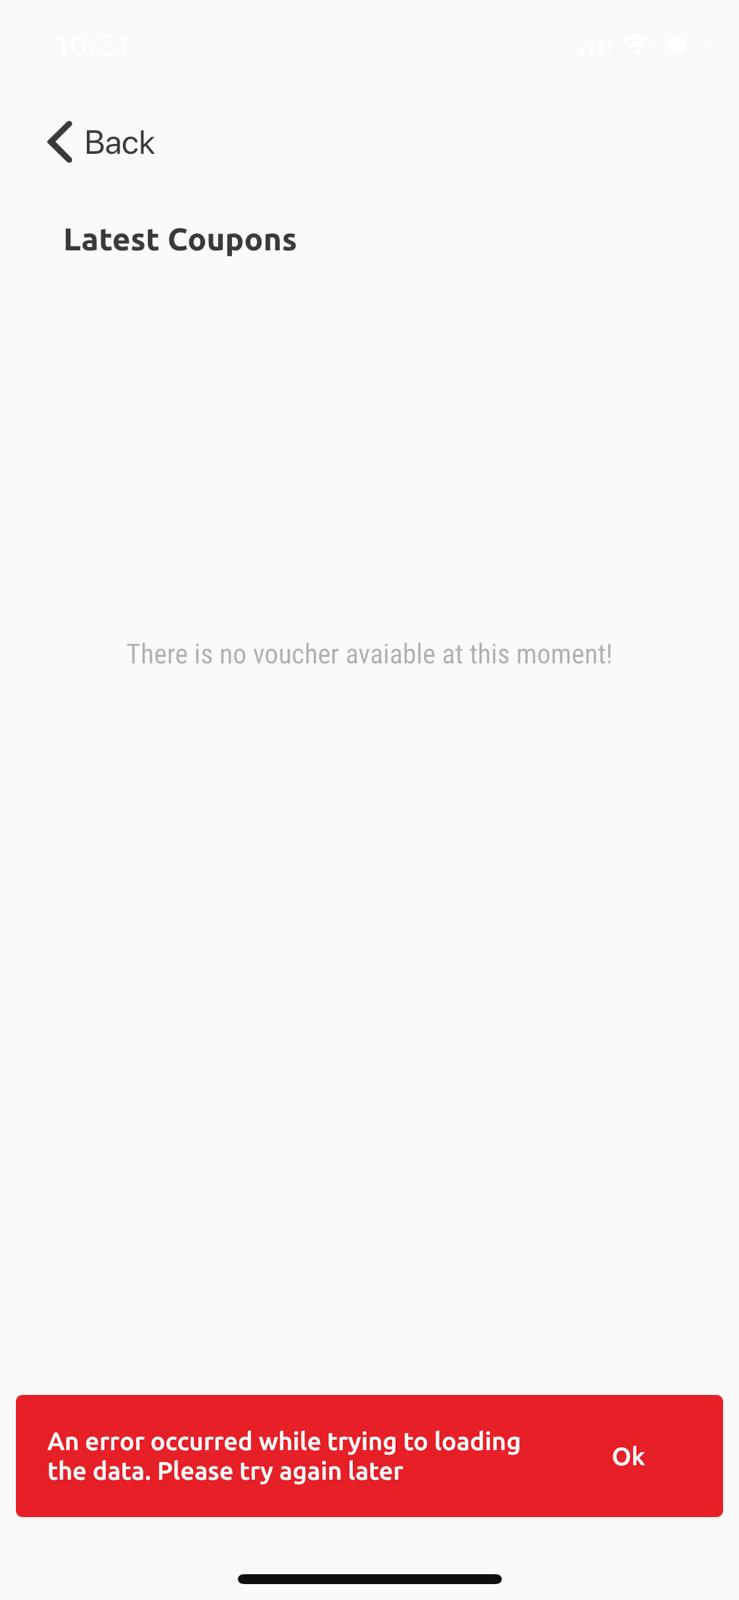 10:31
Back
Latest Coupons
There is no voucher avaiable at this moment!
An error occurred while trying to loading
the data. Please try again later
Ok